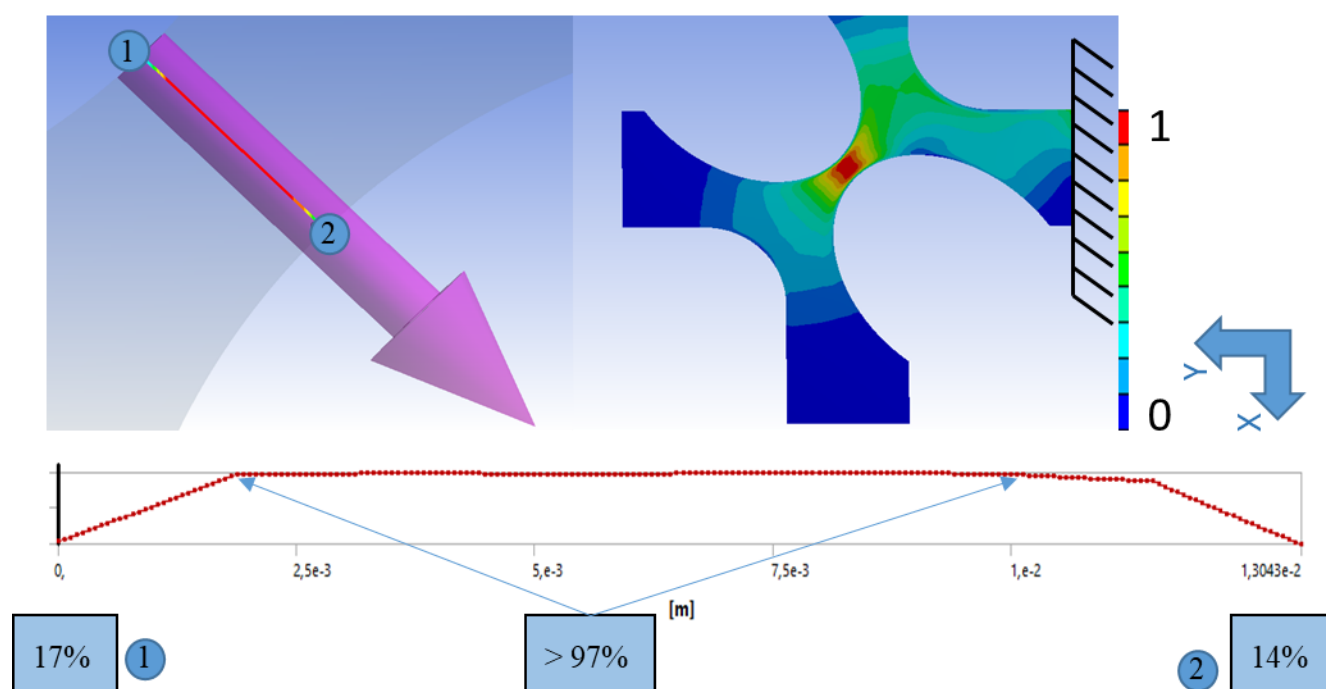 1
2
1
0
Y
X
0,
2,5e-3
5,e-3
7,5e-3
1,e-2
1,3043e-2
[m]
17%
1
> 97%
2
14%